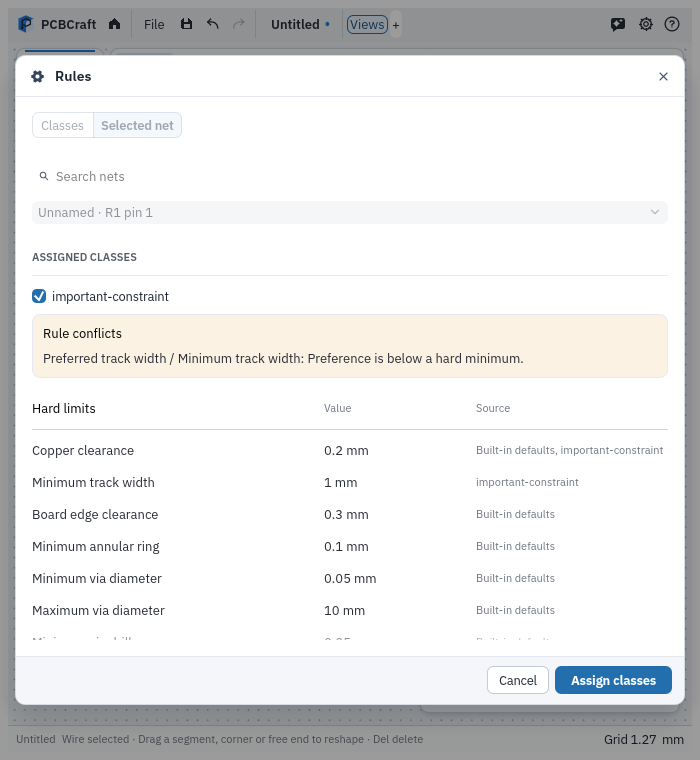 PCBCraft File Untitled • Views +
Rules
Classes Selected net
Search nets
Unnamed · R1 pin 1
ASSIGNED CLASSES
important-constraint
Rule conflicts
Preferred track width / Minimum track width: Preference is below a hard minimum.
Hard limits Value Source
Copper clearance 0.2 mm Built-in defaults, important-constraint
Minimum track width 1 mm important-constraint
Board edge clearance 0.3 mm Built-in defaults
Minimum annular ring 0.1 mm Built-in defaults
Minimum via diameter 0.05 mm Built-in defaults
Maximum via diameter 10 mm Built-in defaults
Cancel Assign classes
Untitled Wire selected · Drag a segment, corner or free end to reshape · Del delete Grid 1.27 mm